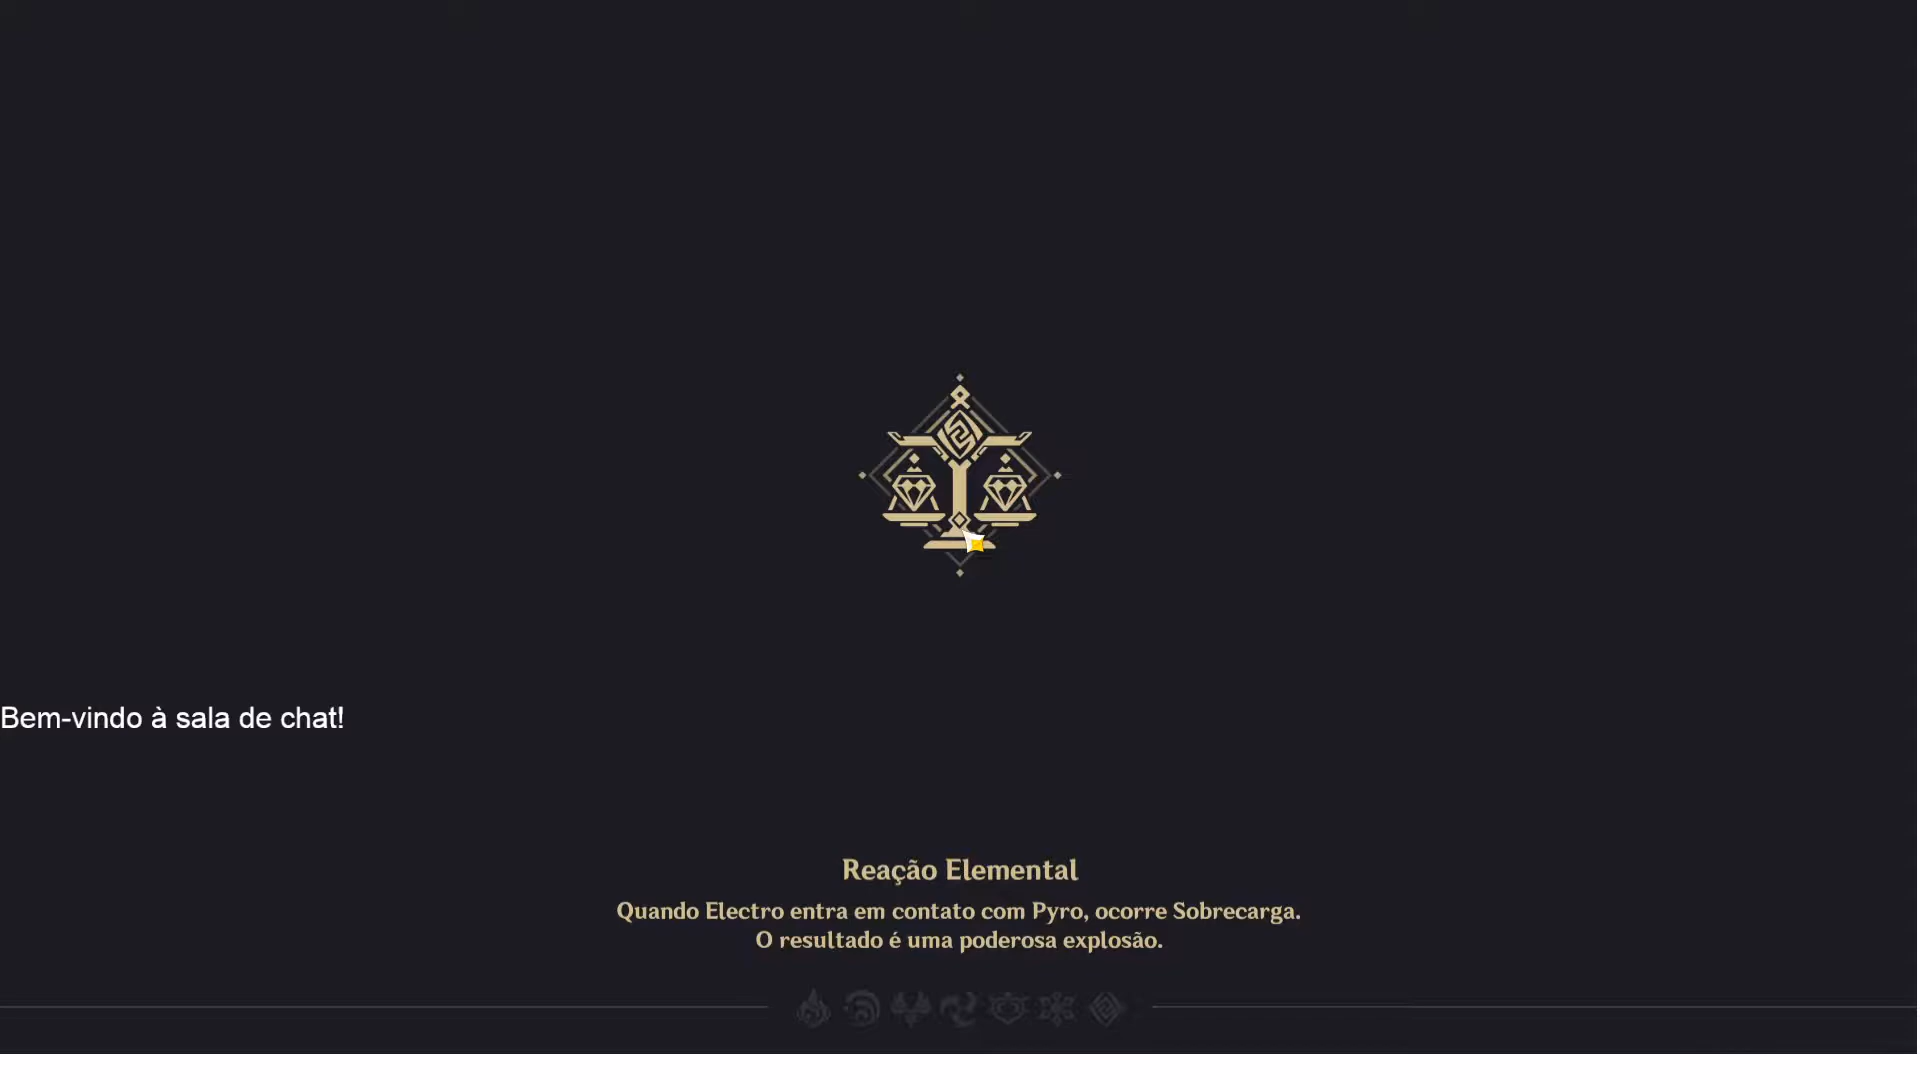 Bem-vindo à sala de chat!
Reação Elemental
Quando Electro entra em contato com Pyro, ocorre Sobrecarga.
O resultado é uma poderosa explosão.